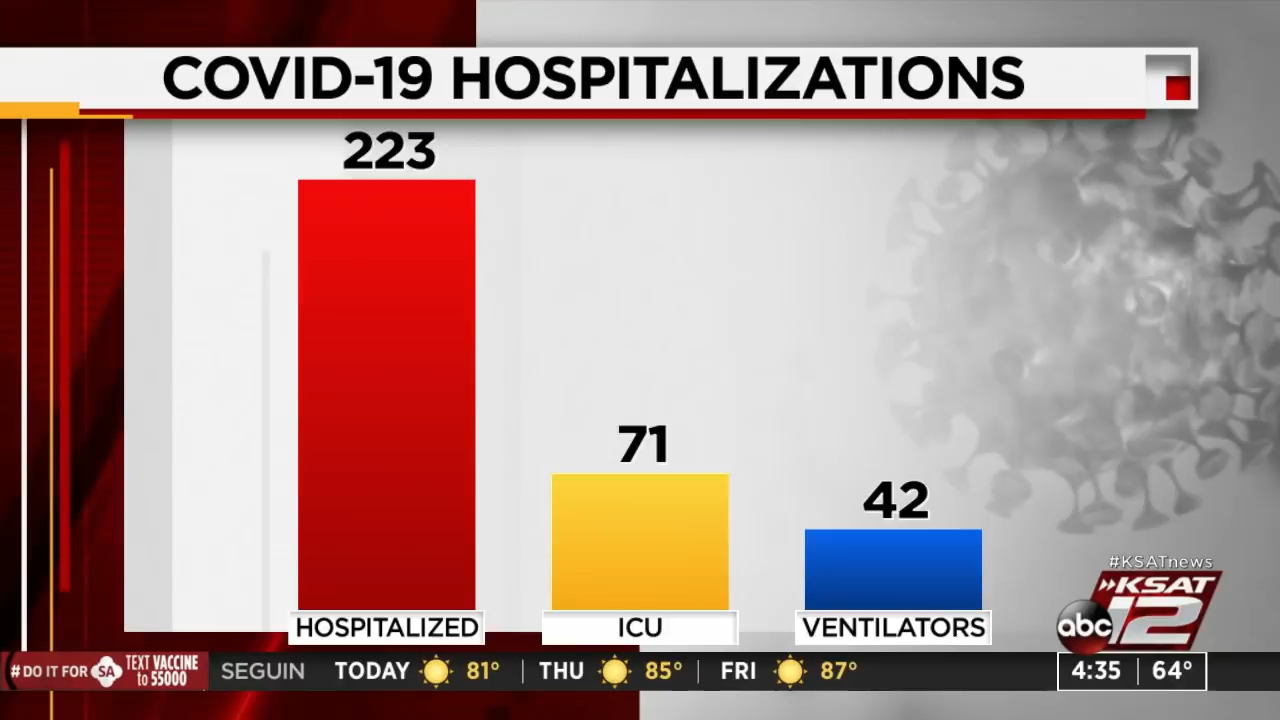 COVID-19 HOSPITALIZATIONS
223
71
42
HOSPITALIZED
ICU
VENTILATORS
#KSATnews
KSAT
abc 12
#DO IT FOR SA TEXT VACCINE to 55000
SEGUIN TODAY 81° THU 85° FRI 87°
4:35 64°